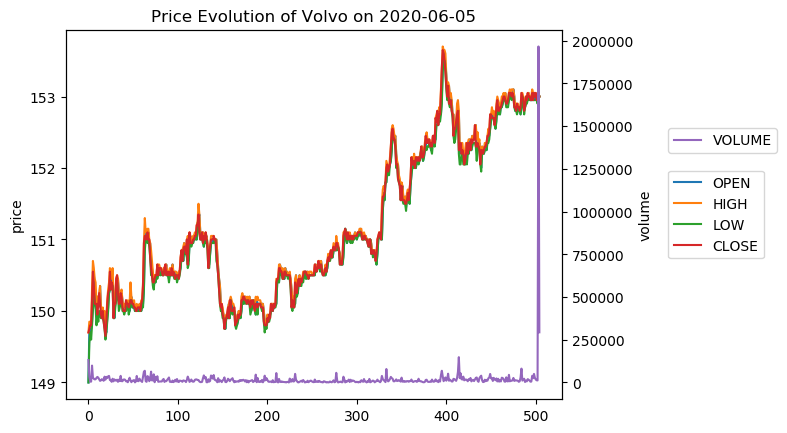 Price Evolution of Volvo on 2020-06-05
price
153
152
151
150
149
0
100
200
300
400
500
2000000
1750000
1500000
1250000
1000000
750000
500000
250000
0
volume
VOLUME
OPEN
HIGH
LOW
CLOSE